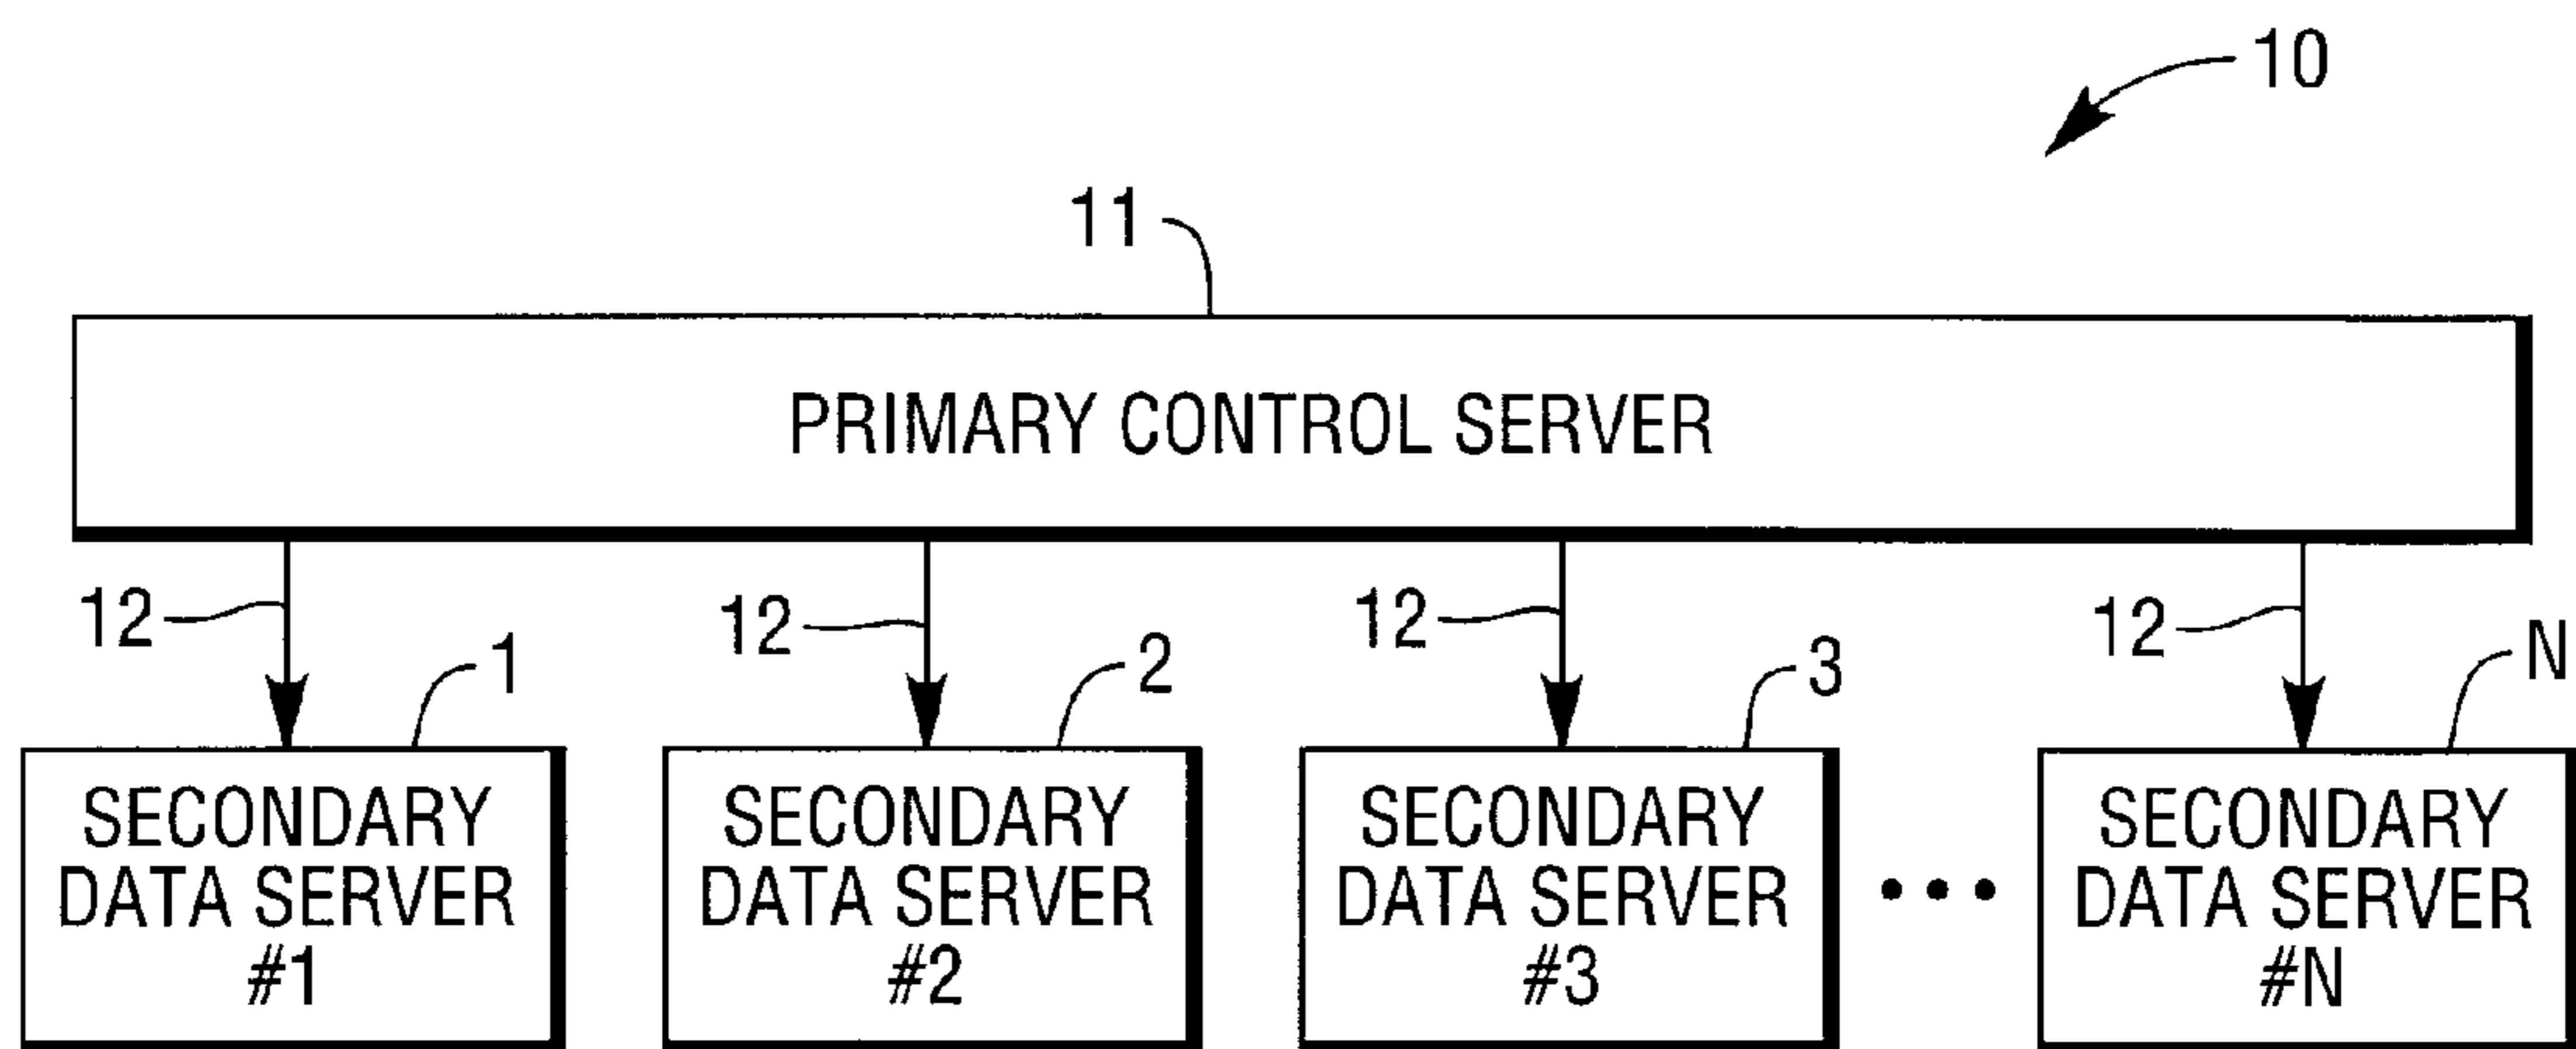 10
11
PRIMARY CONTROL SERVER
12
12
12
12
1
2
3
N
SECONDARY
DATA SERVER
#1
SECONDARY
DATA SERVER
#2
SECONDARY
DATA SERVER
#3
SECONDARY
DATA SERVER
#N